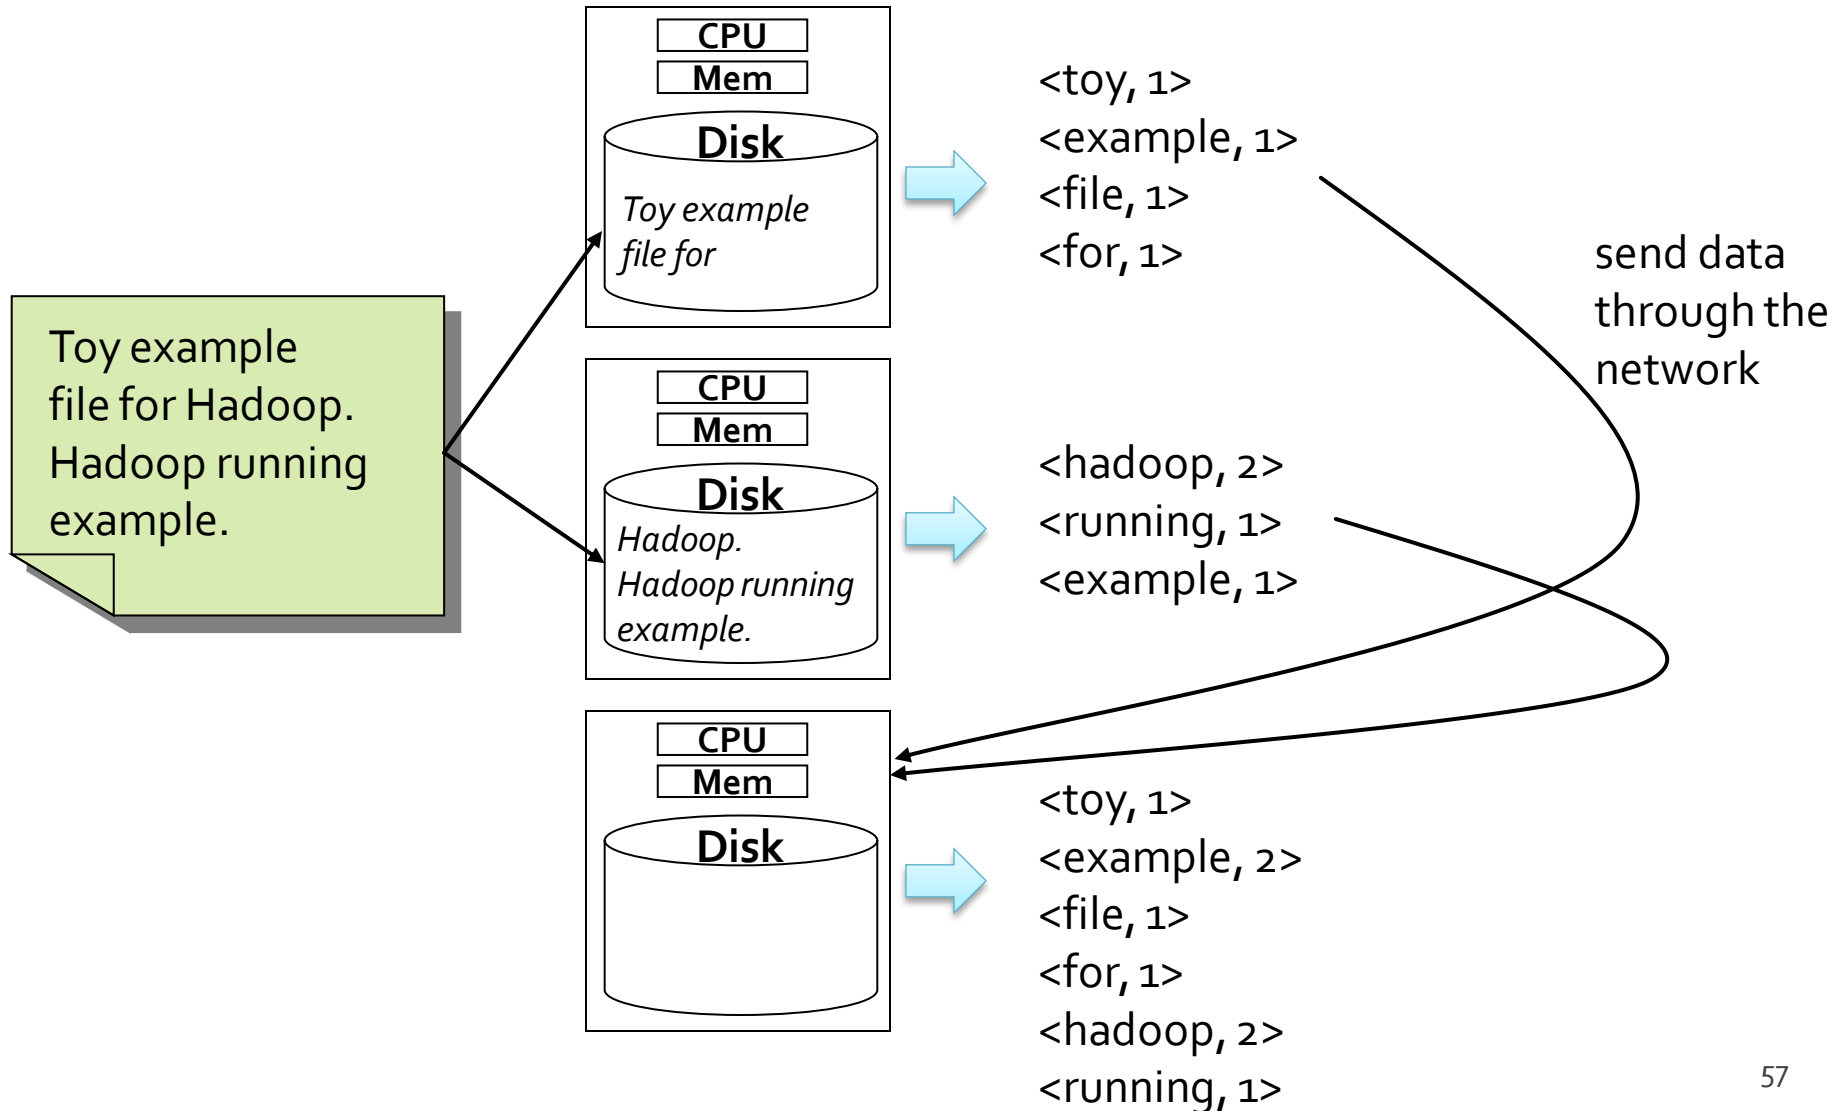 Toy example
file for Hadoop.
Hadoop running
example.
CPU
Mem
Disk
Toy example
file for
<toy, 1>
<example, 1>
<file, 1>
<for, 1>
send data
through the
network
CPU
Mem
Disk
Hadoop.
Hadoop running
example.
<hadoop, 2>
<running, 1>
<example, 1>
CPU
Mem
Disk
<toy, 1>
<example, 2>
<file, 1>
<for, 1>
<hadoop, 2>
<running, 1>
57